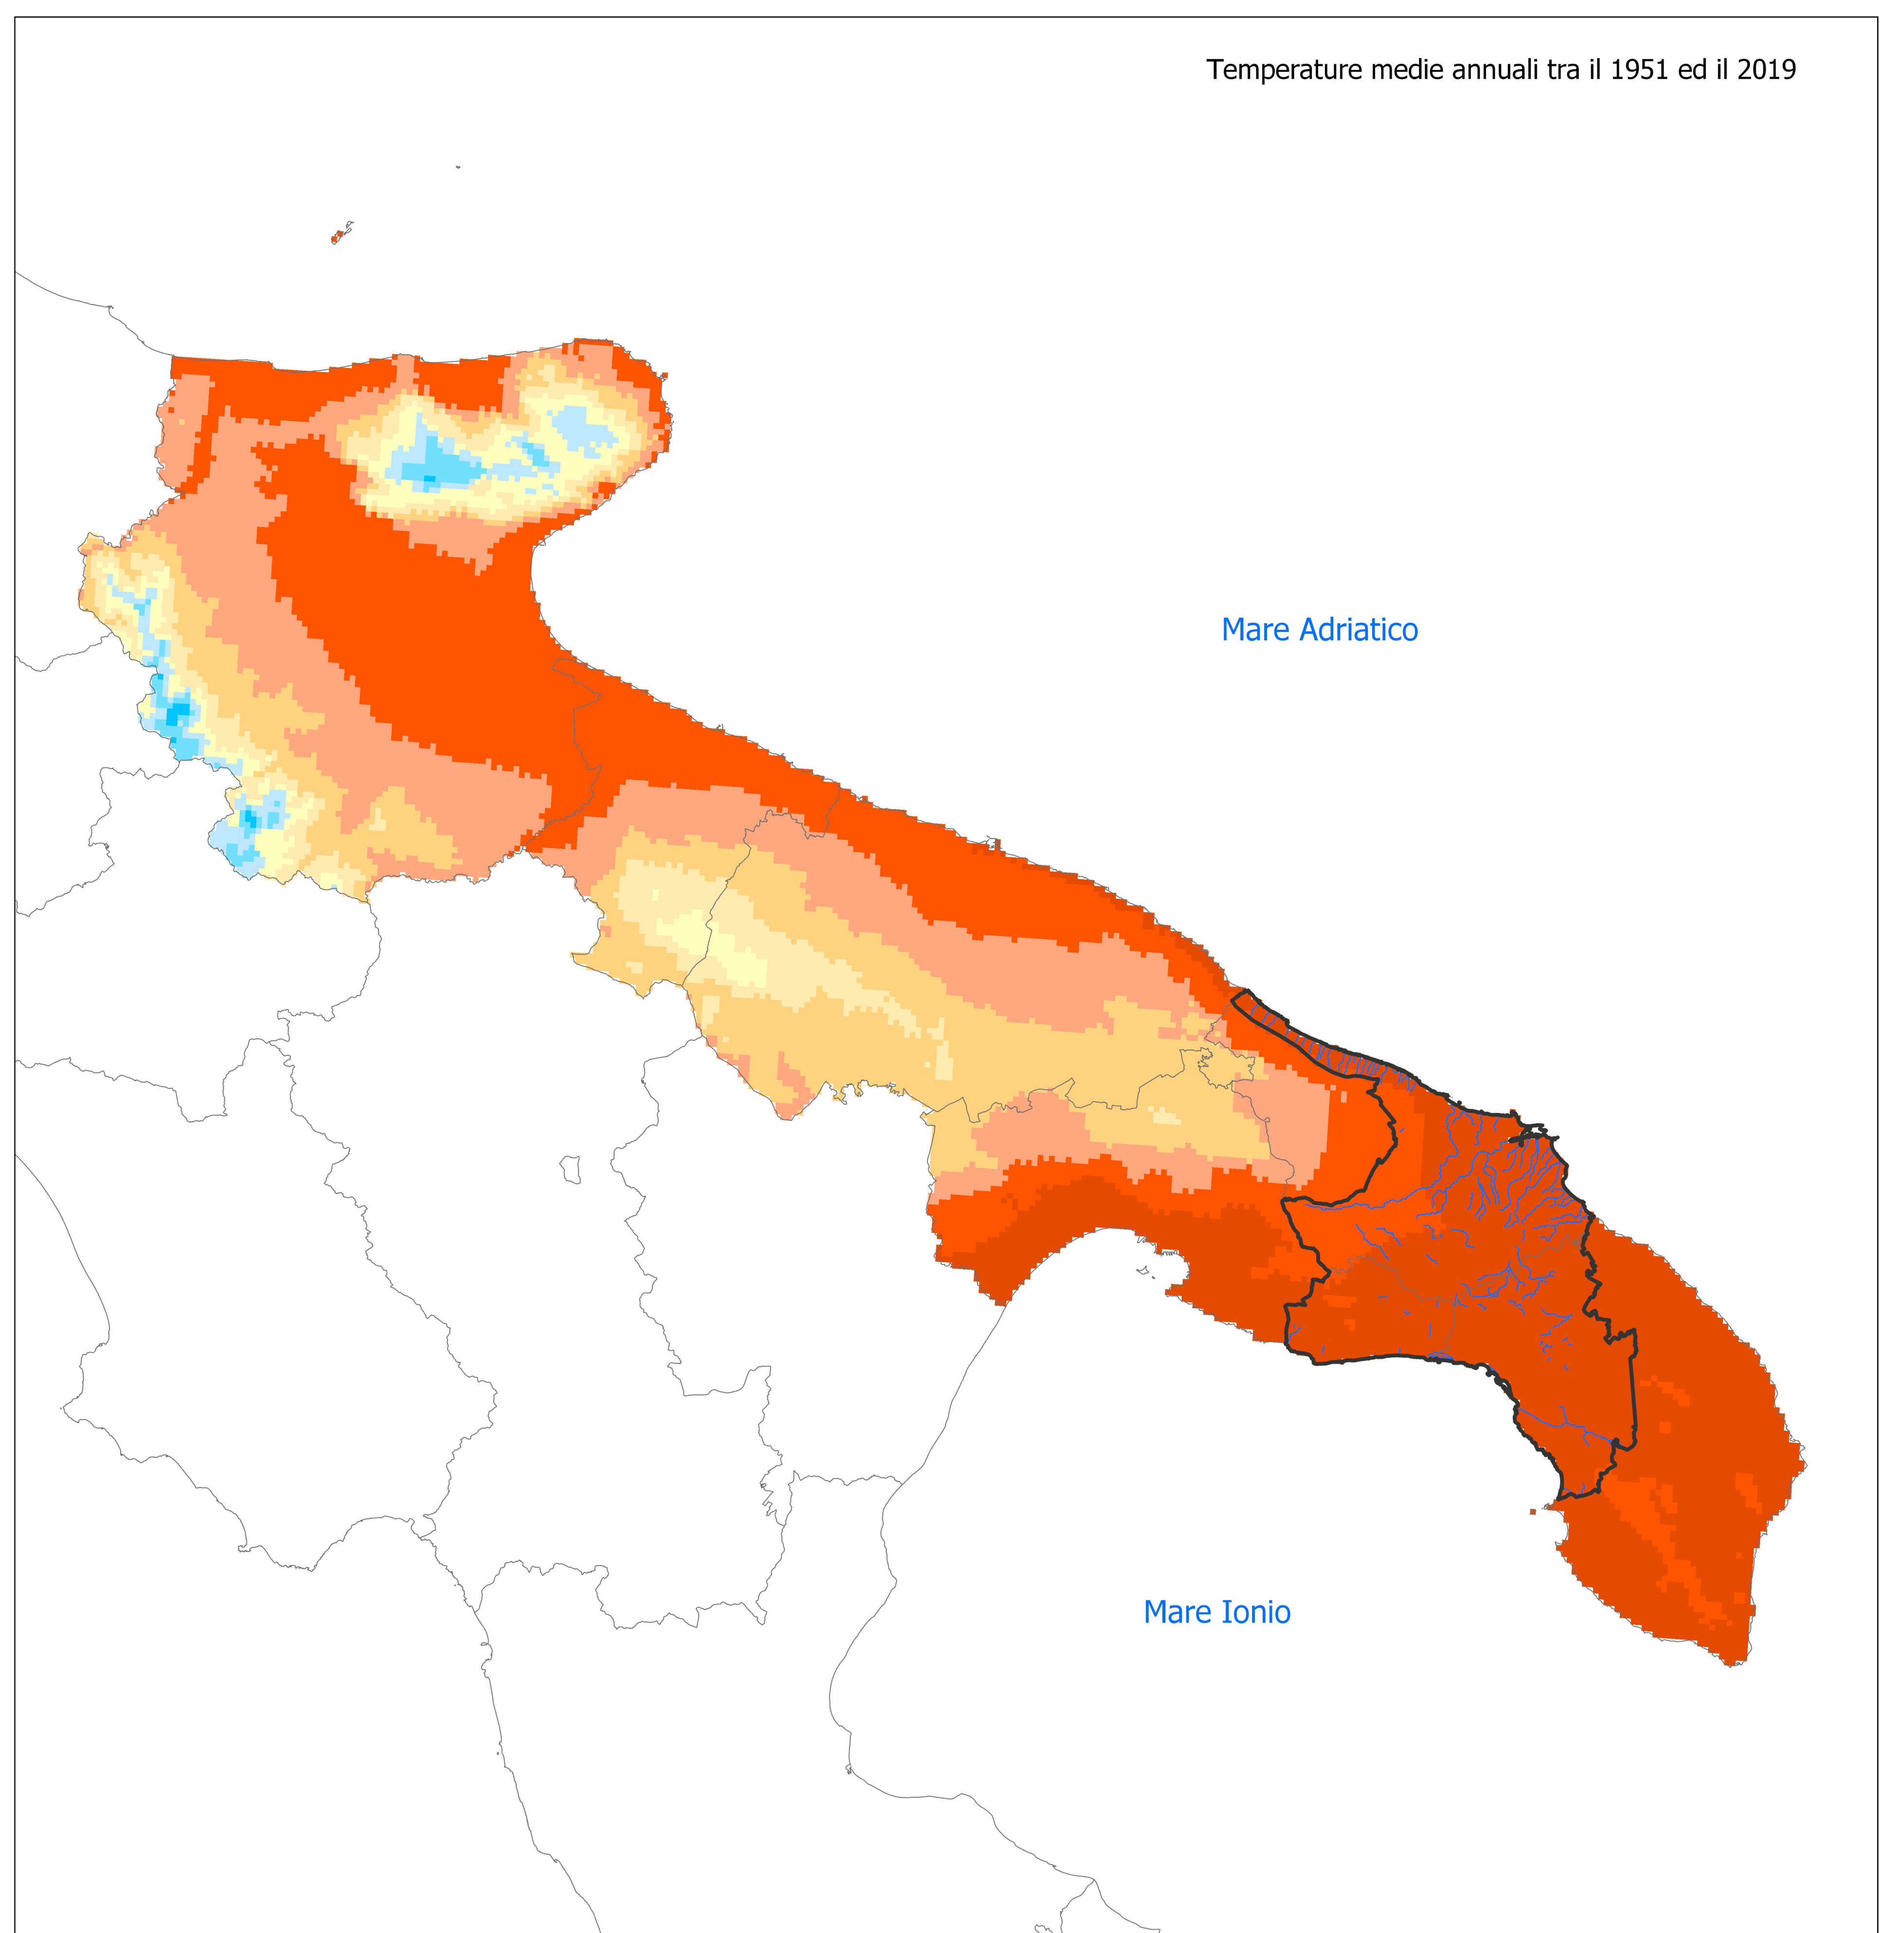 Temperature medie annuali tra il 1951 ed il 2019
Mare Adriatico
Mare Ionio